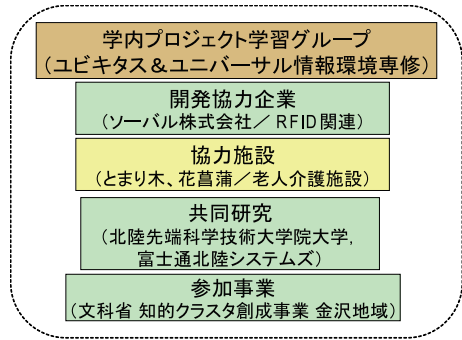 学内プロジェクト学習グループ
（ユビキタス＆ユニバーサル情報環境専修）
開発協力企業
（ソーバル株式会社／RFID関連）
協力施設
（とまり木、花菖蒲／老人介護施設）
共同研究
（北陸先端科学技術大学院大学,
富士通北陸システムズ）
参加事業
（文科省 知的クラスタ創成事業 金沢地域）